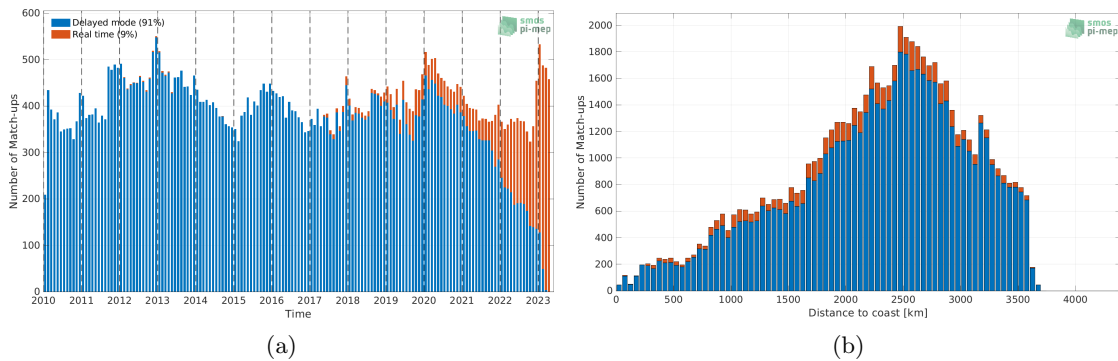 Delayed mode (91%)
Real time (9%)
smos
pi-mep
600
500
400
300
200
100
0
Number of Match-ups
2010 2011 2012 2013 2014 2015 2016 2017 2018 2019 2020 2021 2022 2023
Time
(a)
smos
pi-mep
2000
1800
1600
1400
1200
1000
800
600
400
200
0
Number of Match-ups
0 500 1000 1500 2000 2500 3000 3500 4000
Distance to coast [km]
(b)